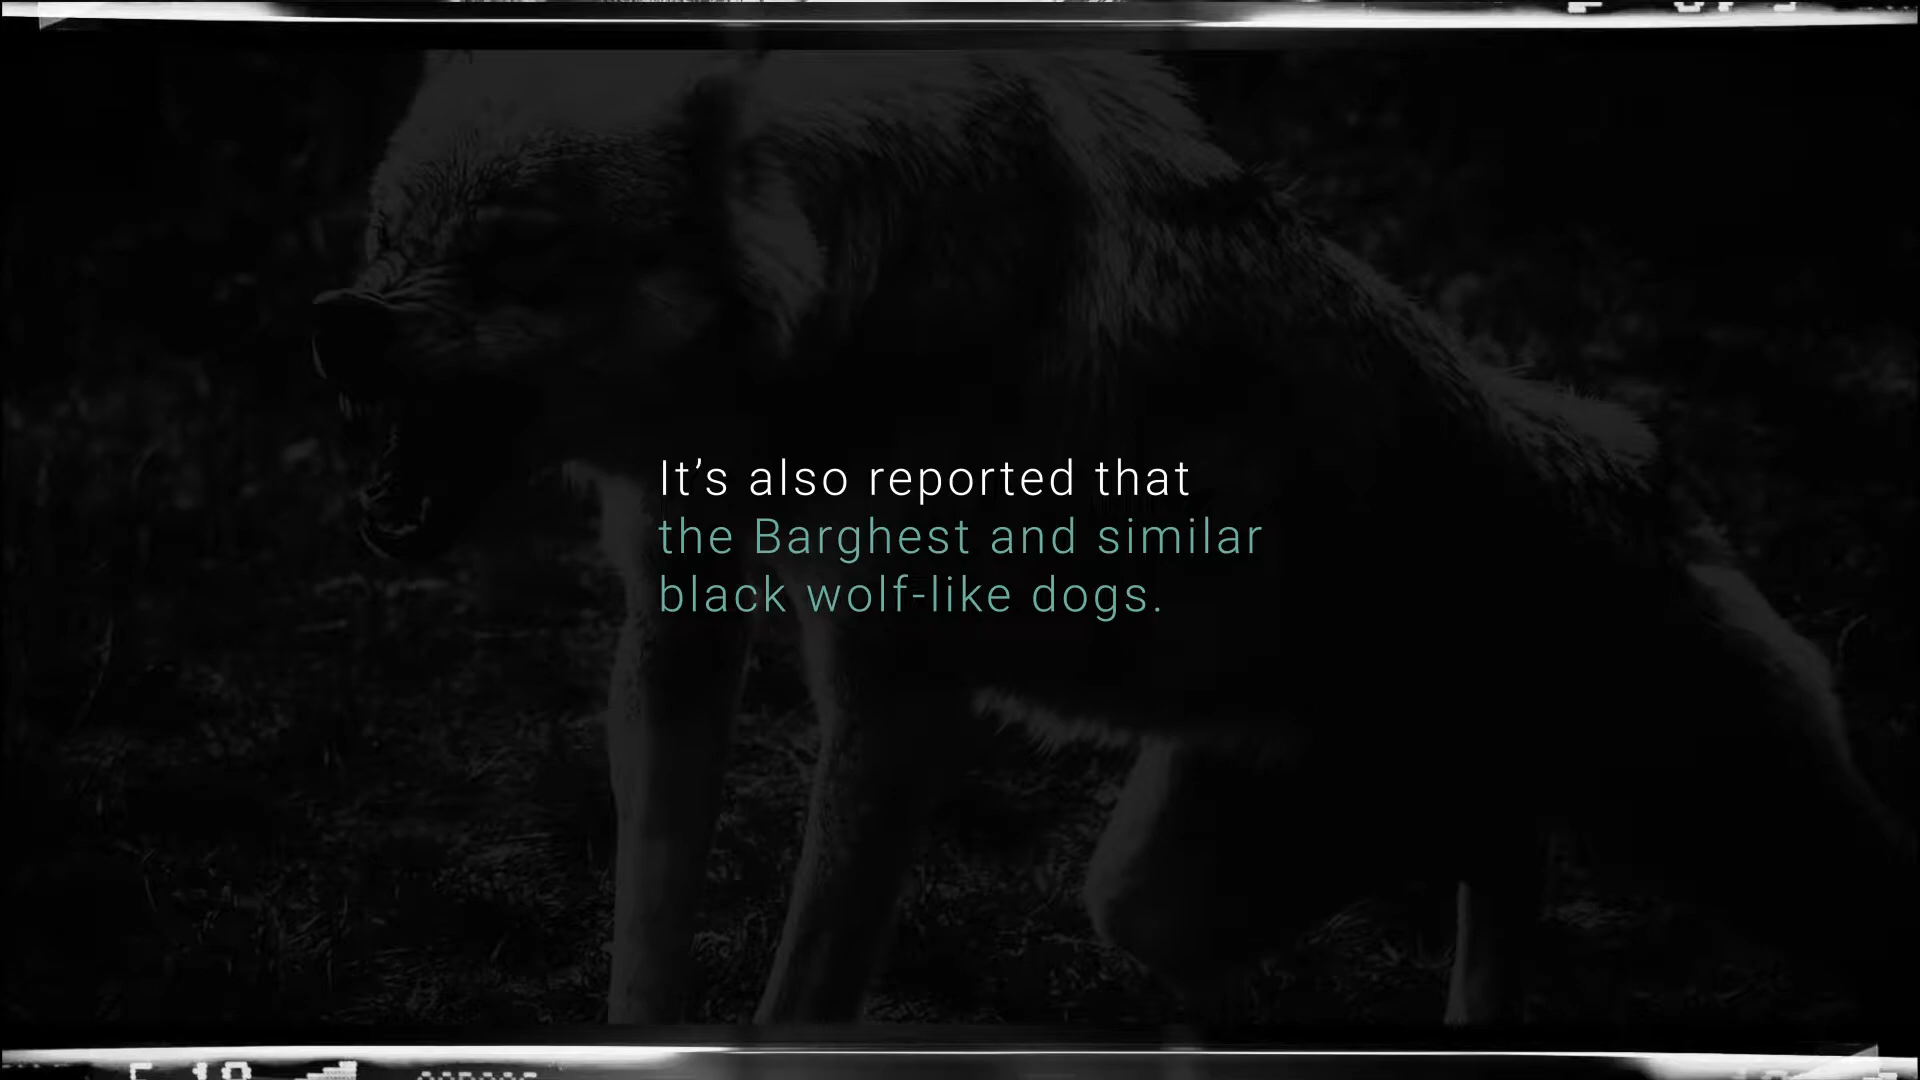 It’s also reported that
the Barghest and similar
black wolf-like dogs.